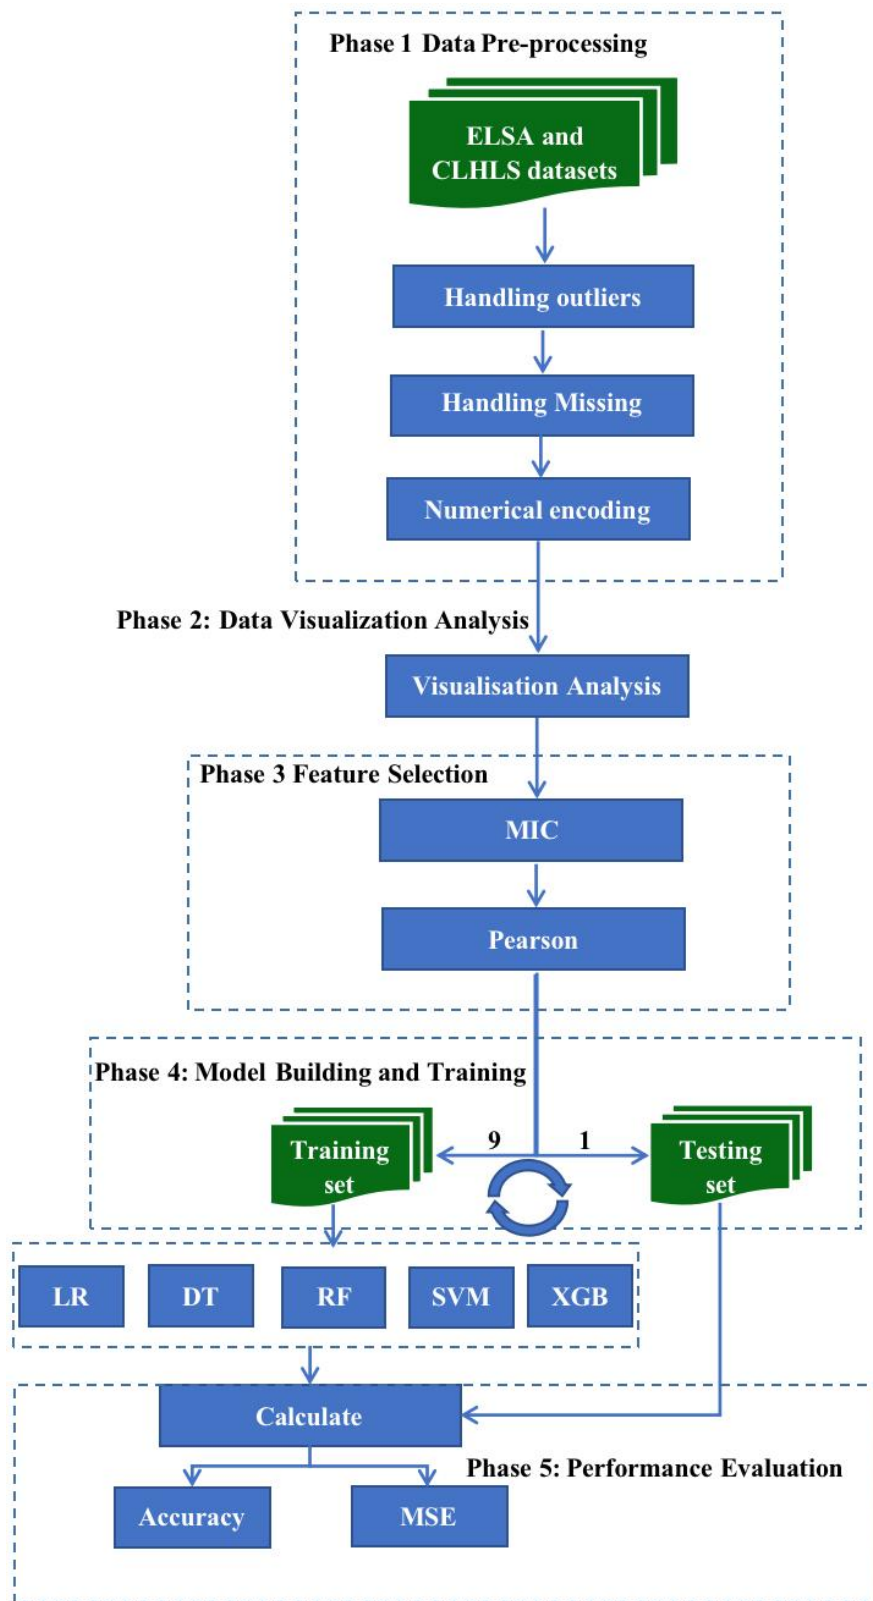 Phase 1 Data Pre-processing
ELSA and
CLHLS datasets
Handling outliers
Handling Missing
Numerical encoding
Phase 2: Data Visualization Analysis
Visualisation Analysis
Phase 3 Feature Selection
MIC
Pearson
Phase 4: Model Building and Training
Training
set
9
1
Testing
set
LR
DT
RF
SVM
XGB
Calculate
Phase 5: Performance Evaluation
Accuracy
MSE